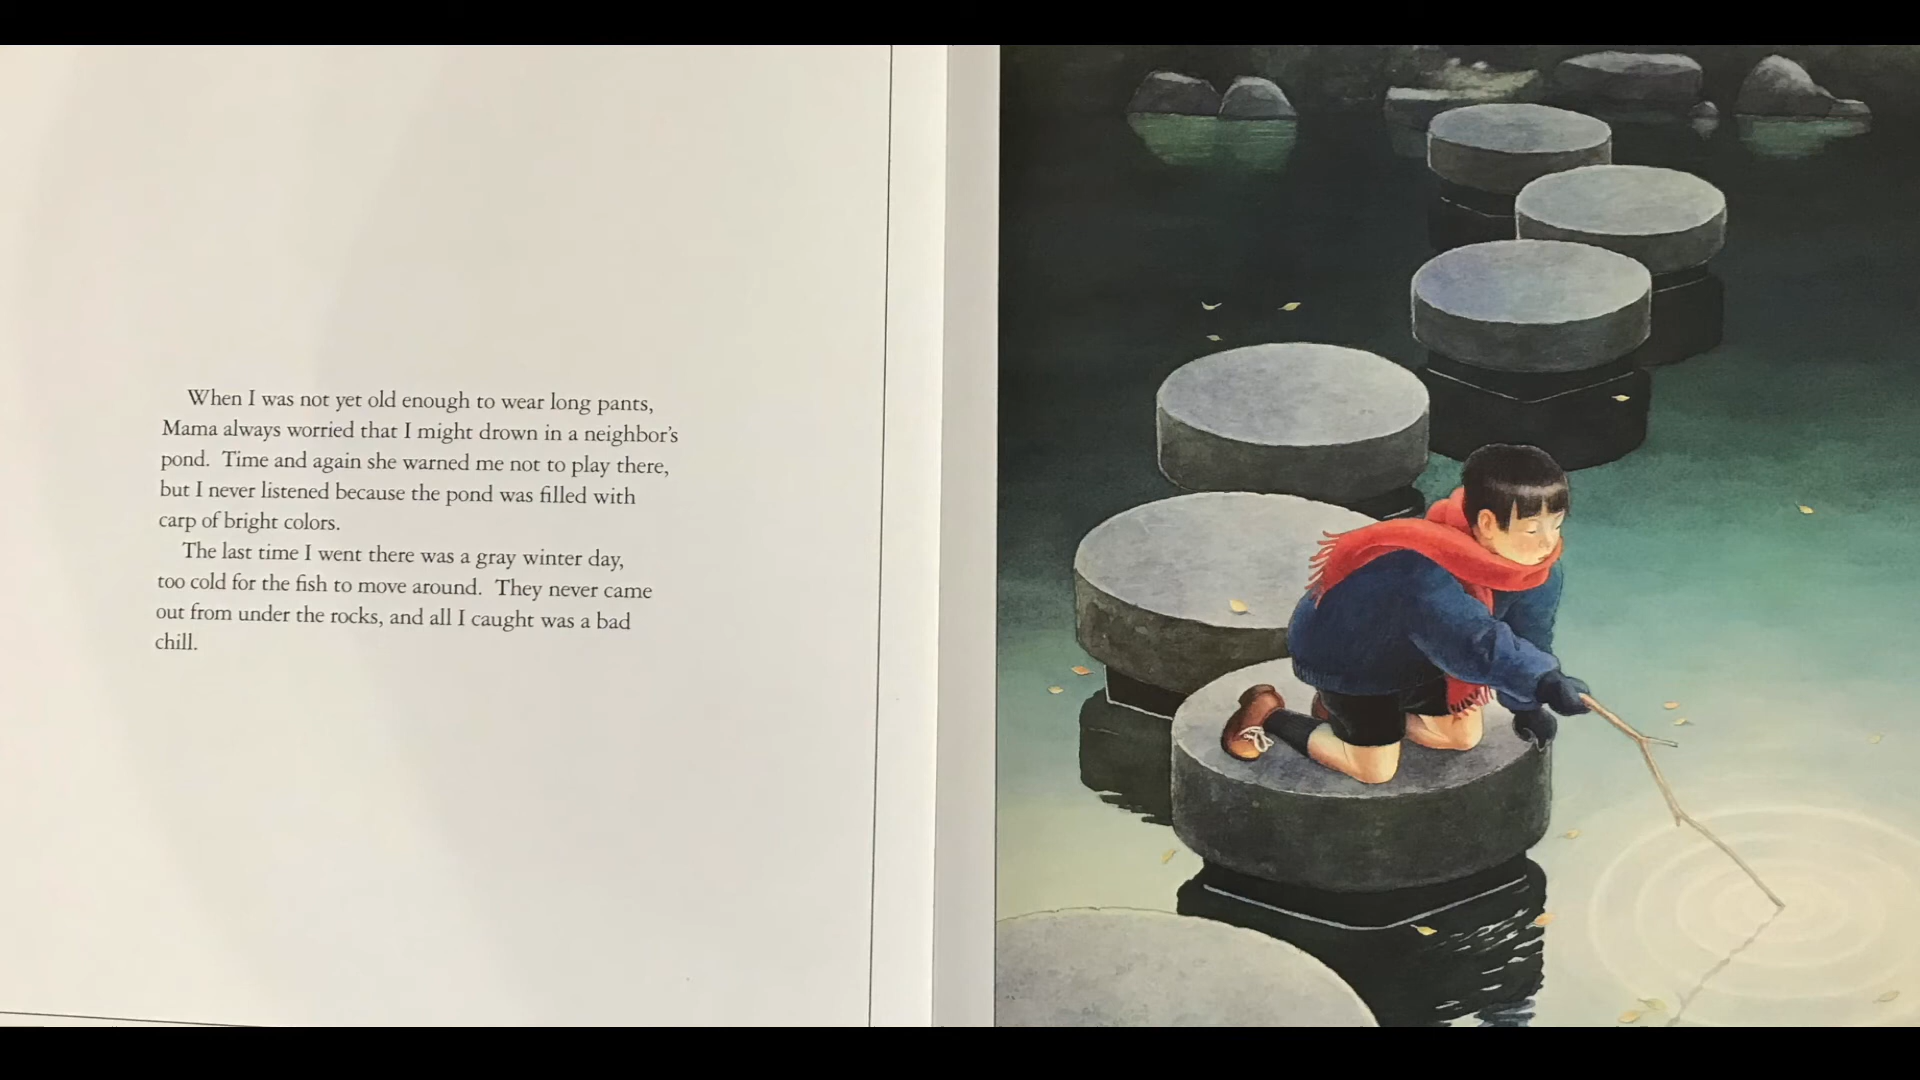 When I was not yet old enough to wear long pants,
Mama always worried that I might drown in a neighbor's
pond. Time and again she warned me not to play there,
but I never listened because the pond was filled with
carp of bright colors.
The last time I went there was a gray winter day,
too cold for the fish to move around. They never came
out from under the rocks, and all I caught was a bad
chill.